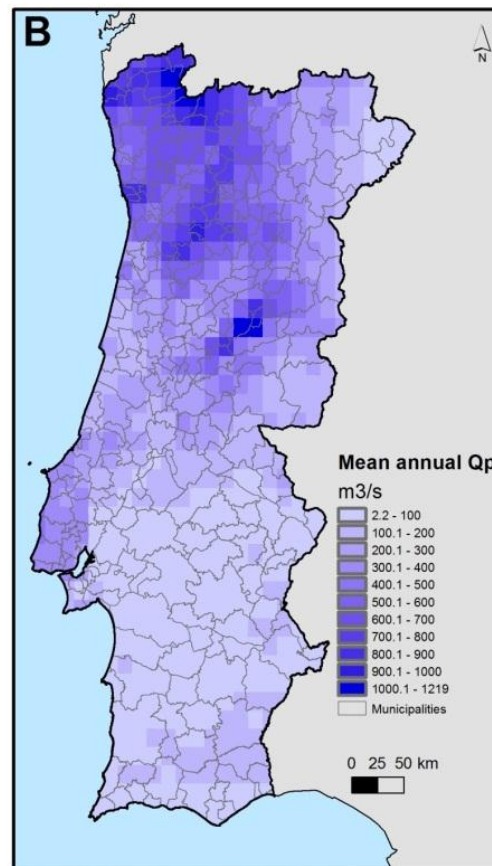 B
N
Mean annual Qp
m3/s
2.2 - 100
100.1 - 200
200.1 - 300
300.1 - 400
400.1 - 500
500.1 - 600
600.1 - 700
700.1 - 800
800.1 - 900
900.1 - 1000
1000.1 - 1219
Municipalities
0 25 50 km